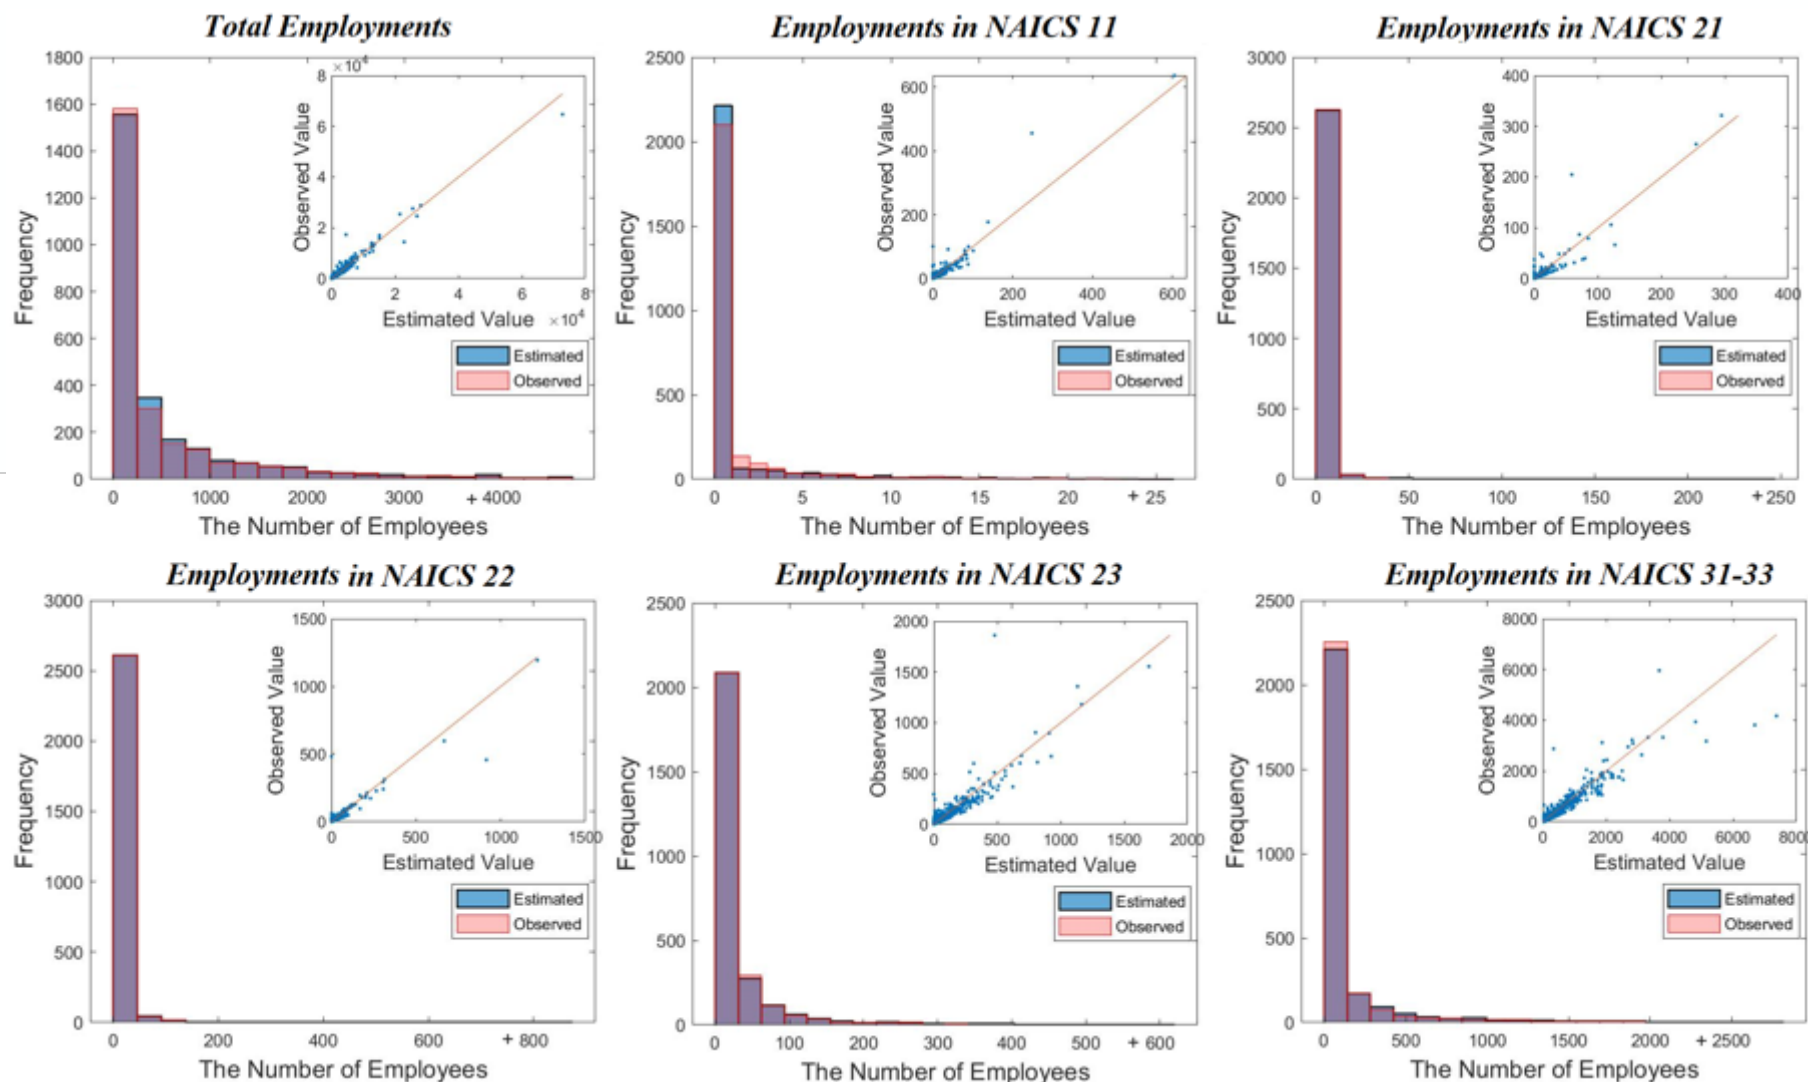 Total Employments
1800
1600
1400
1200
1000
800
600
400
200
0
Frequency
0 1000 2000 3000 + 4000
The Number of Employees
×10⁴
8
6
4
2
0
Observed Value
0 2 4 6 8
Estimated Value ×10⁴
Estimated
Observed
Employments in NAICS 11
2500
2000
1500
1000
500
0
Frequency
0 5 10 15 20 + 25
The Number of Employees
600
400
200
0
Observed Value
0 200 400 600
Estimated Value
Estimated
Observed
Employments in NAICS 21
3000
2500
2000
1500
1000
500
0
Frequency
0 50 100 150 200 + 250
The Number of Employees
400
300
200
100
0
Observed Value
0 100 200 300 400
Estimated Value
Estimated
Observed
Employments in NAICS 22
3000
2500
2000
1500
1000
500
0
Frequency
0 200 400 600 + 800
The Number of Employees
1500
1000
500
0
Observed Value
0 500 1000 1500
Estimated Value
Estimated
Observed
Employments in NAICS 23
2500
2000
1500
1000
500
0
Frequency
0 100 200 300 400 500 + 600
The Number of Employees
2000
1500
1000
500
0
Observed Value
0 500 1000 1500 2000
Estimated Value
Estimated
Observed
Employments in NAICS 31-33
2500
2000
1500
1000
500
0
Frequency
0 500 1000 1500 2000 + 2500
The Number of Employees
8000
6000
4000
2000
0
Observed Value
0 2000 4000 6000 8000
Estimated Value
Estimated
Observed